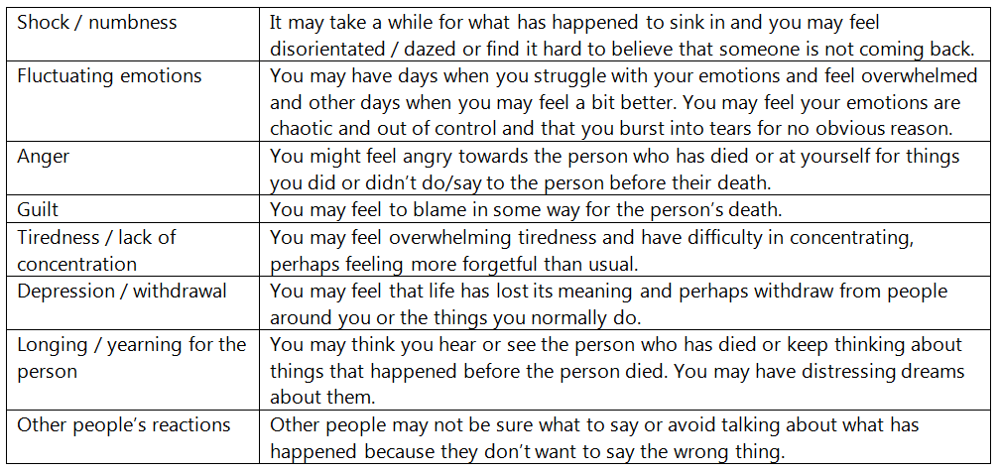 Shock / numbness
It may take a while for what has happened to sink in and you may feel
disorientated / dazed or find it hard to believe that someone is not coming back.
Fluctuating emotions
You may have days when you struggle with your emotions and feel overwhelmed
and other days when you may feel a bit better. You may feel your emotions are
chaotic and out of control and that you burst into tears for no obvious reason.
Anger
You might feel angry towards the person who has died or at yourself for things
you did or didn’t do/say to the person before their death.
Guilt
You may feel to blame in some way for the person’s death.
Tiredness / lack of
concentration
You may feel overwhelming tiredness and have difficulty in concentrating,
perhaps feeling more forgetful than usual.
Depression / withdrawal
You may feel that life has lost its meaning and perhaps withdraw from people
around you or the things you normally do.
Longing / yearning for the
person
You may think you hear or see the person who has died or keep thinking about
things that happened before the person died. You may have distressing dreams
about them.
Other people’s reactions
Other people may not be sure what to say or avoid talking about what has
happened because they don’t want to say the wrong thing.